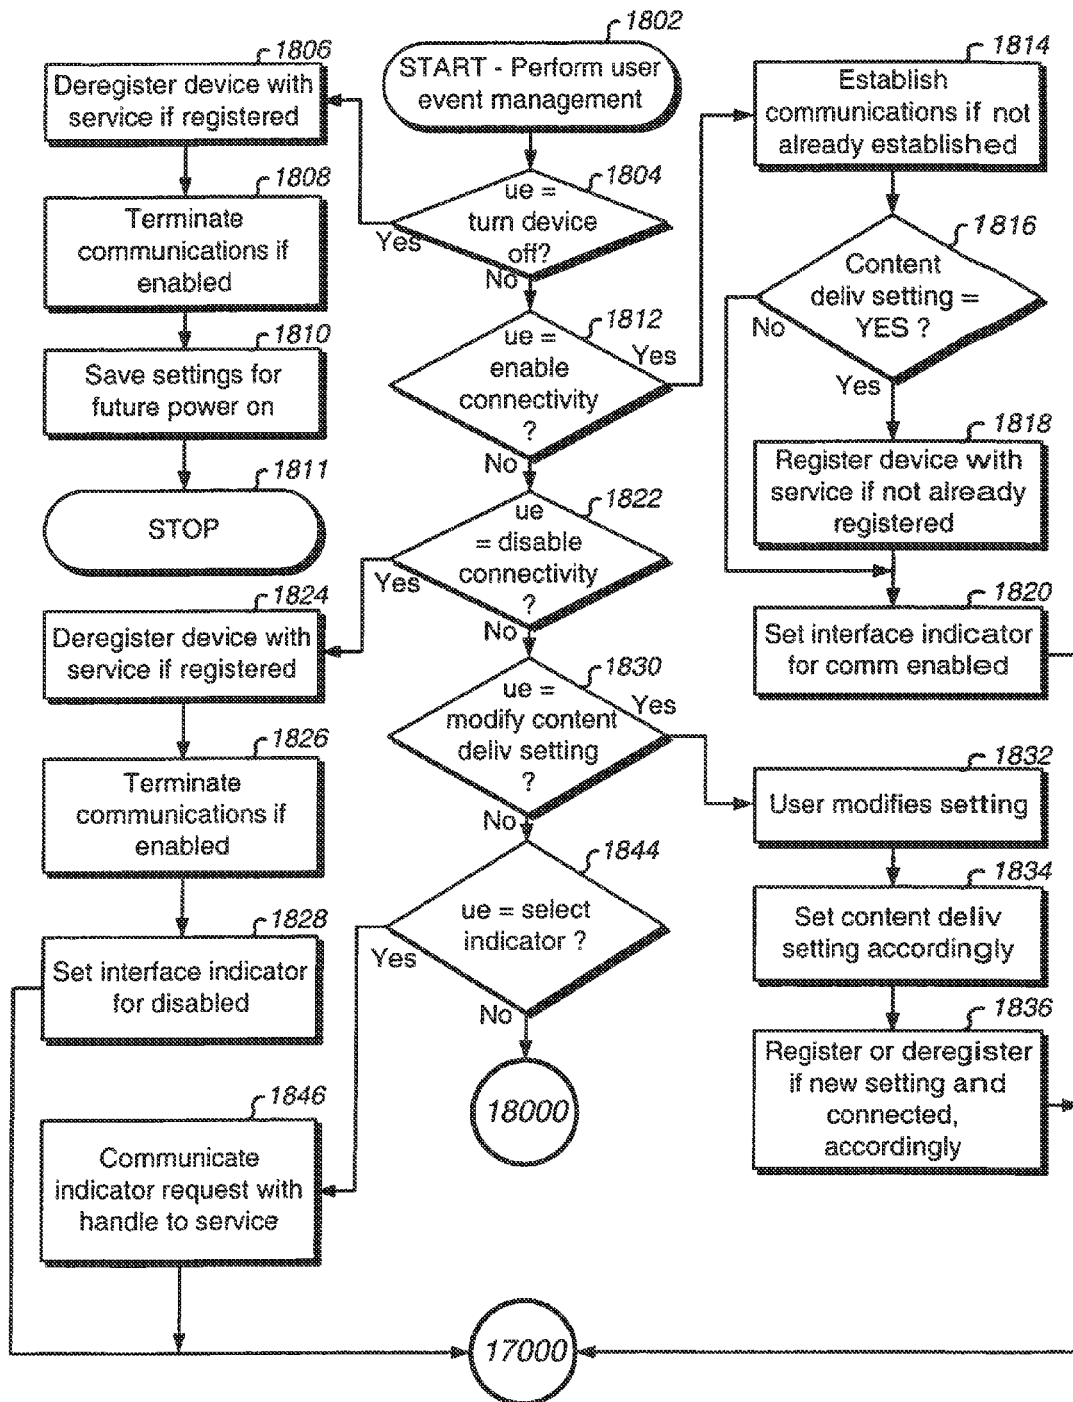 1802
START - Perform user
event management
1804
ue =
turn device
off?
Yes
No
1806
Deregister device with
service if registered
1808
Terminate
communications if
enabled
1810
Save settings for
future power on
1811
STOP
1812
ue =
enable
connectivity
?
Yes
No
1814
Establish
communications if not
already established
1816
Content
deliv setting =
YES ?
No
Yes
1818
Register device with
service if not already
registered
1820
Set interface indicator
for comm enabled
1822
ue
= disable
connectivity
?
Yes
No
1824
Deregister device with
service if registered
1826
Terminate
communications if
enabled
1828
Set interface indicator
for disabled
1830
ue =
modify content
deliv setting
?
Yes
No
1832
User modifies setting
1834
Set content deliv
setting accordingly
1836
Register or deregister
if new setting and
connected,
accordingly
1844
ue = select
indicator ?
Yes
No
1846
Communicate
indicator request with
handle to service
18000
17000